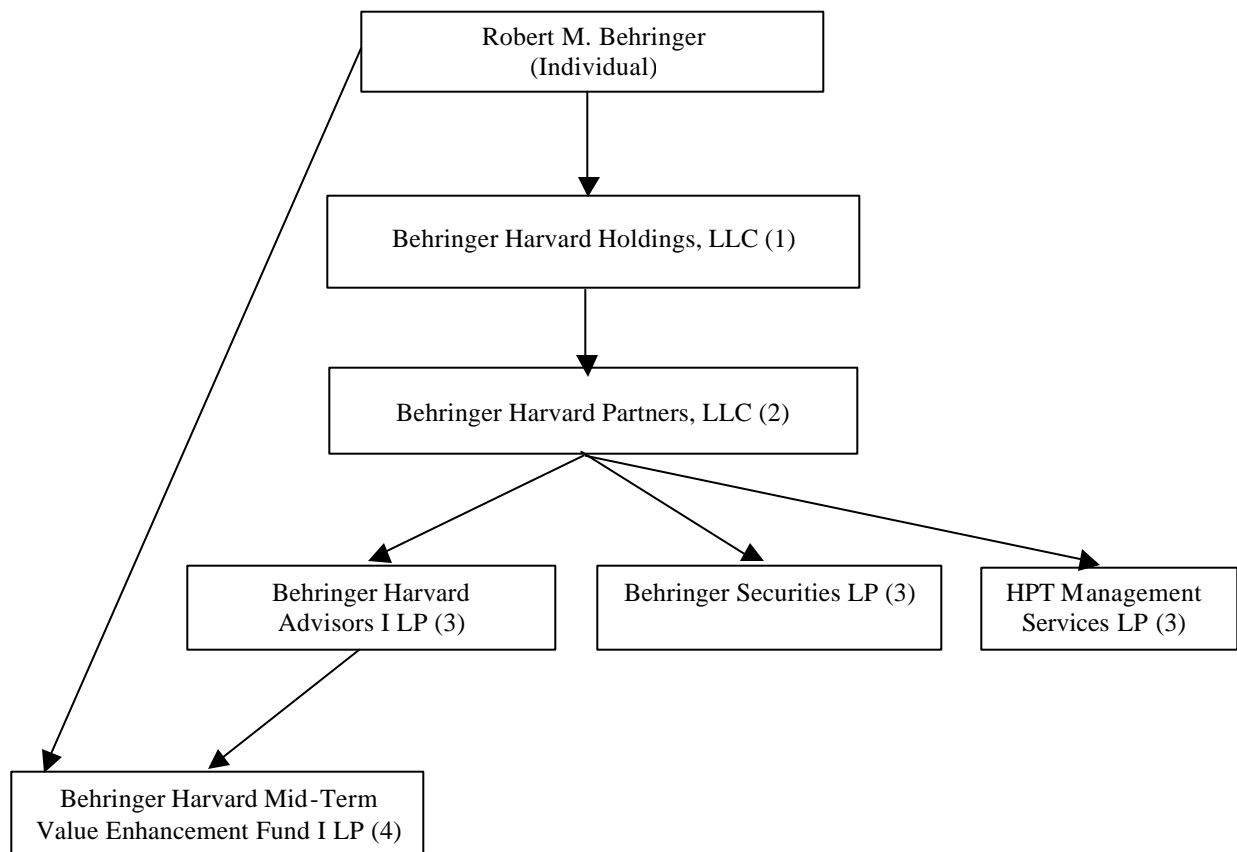 Robert M. Behringer
(Individual)
Behringer Harvard Holdings, LLC (1)
Behringer Harvard Partners, LLC (2)
Behringer Harvard
Advisors I LP (3)
Behringer Securities LP (3)
HPT Management
Services LP (3)
Behringer Harvard Mid-Term
Value Enhancement Fund I LP (4)